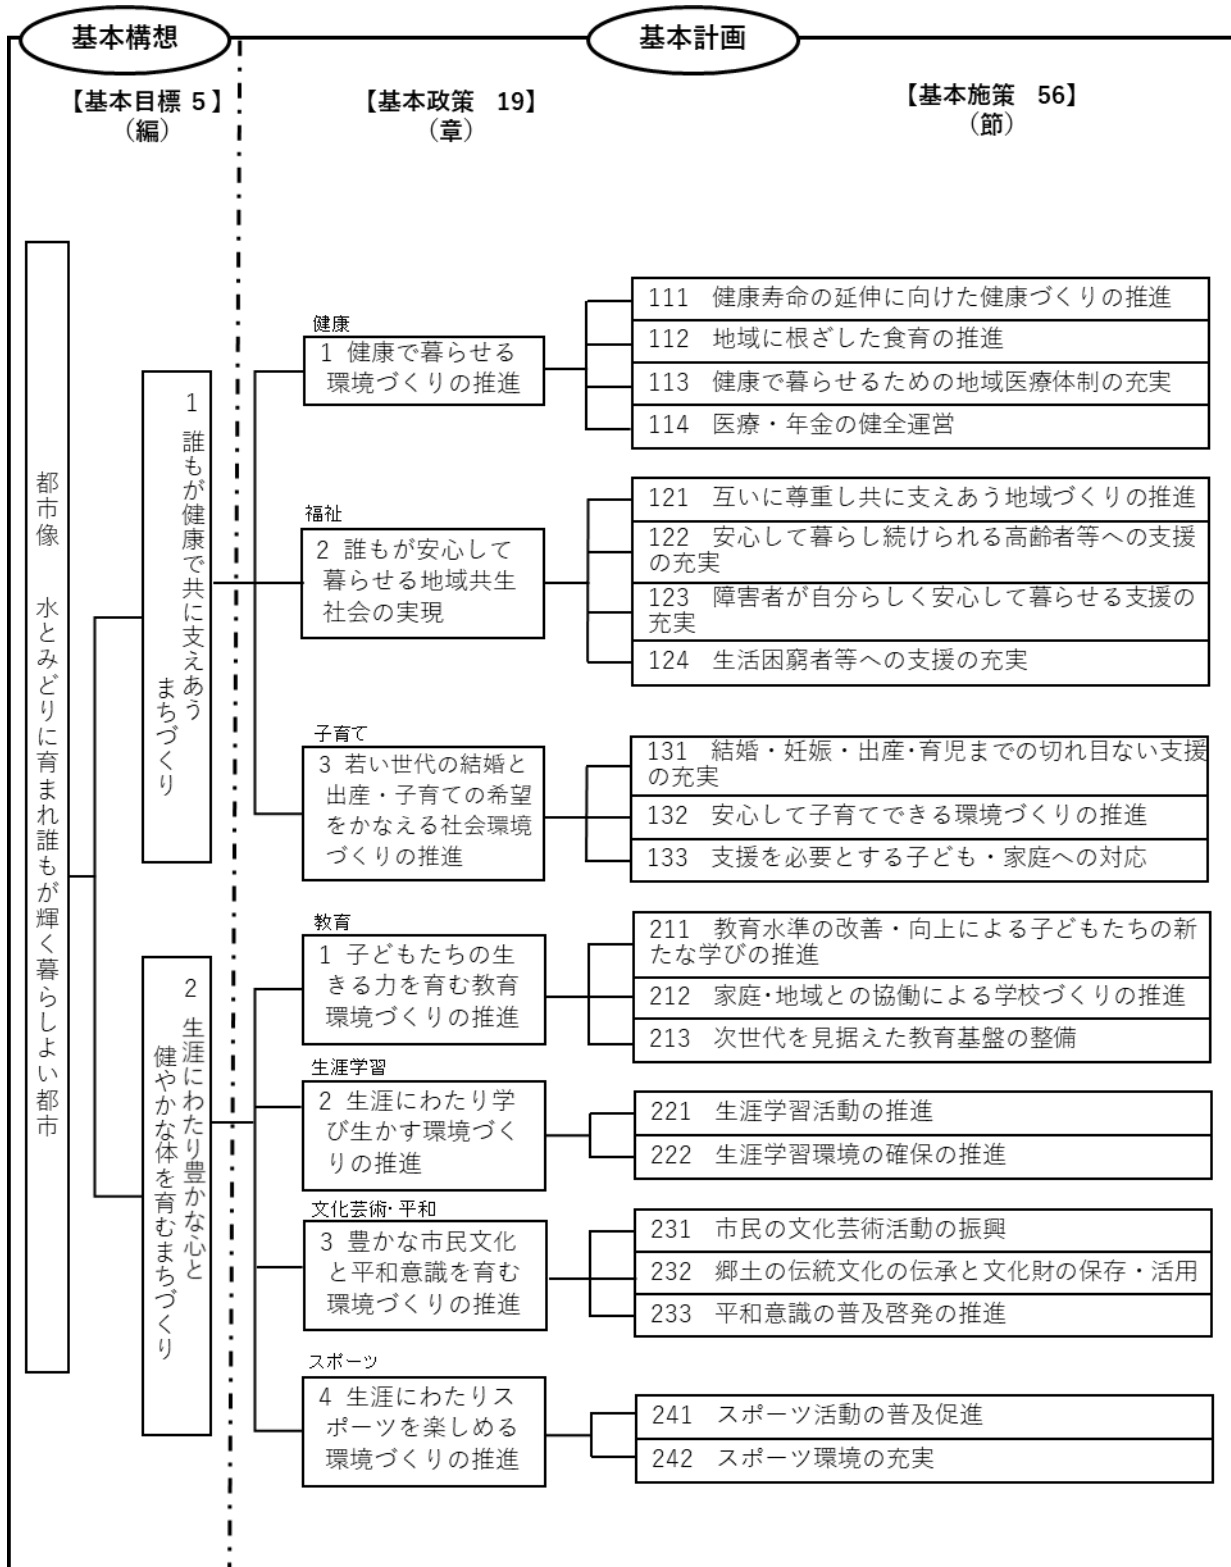 基本構想
基本計画
【基本目標 5】
（編）
【基本政策　19】
（章）
【基本施策　56】
（節）
都市像　水とみどりに育まれ誰もが輝く暮らしよい都市
1 誰もが健康で共に支えあう
まちづくり
健康
1 健康で暮らせる
環境づくりの推進
111　健康寿命の延伸に向けた健康づくりの推進
112　地域に根ざした食育の推進
113　健康で暮らせるための地域医療体制の充実
114　医療・年金の健全運営
福祉
2 誰もが安心して
暮らせる地域共生
社会の実現
121　互いに尊重し共に支えあう地域づくりの推進
122　安心して暮らし続けられる高齢者等への支援
の充実
123　障害者が自分らしく安心して暮らせる支援の
充実
124　生活困窮者等への支援の充実
子育て
3 若い世代の結婚と
出産・子育ての希望
をかなえる社会環境
づくりの推進
131　結婚・妊娠・出産・育児までの切れ目ない支援
の充実
132　安心して子育てできる環境づくりの推進
133　支援を必要とする子ども・家庭への対応
2 生涯にわたり豊かな心と
健やかな体を育むまちづくり
教育
1 子どもたちの生
きる力を育む教育
環境づくりの推進
211　教育水準の改善・向上による子どもたちの新
たな学びの推進
212　家庭・地域との協働による学校づくりの推進
213　次世代を見据えた教育基盤の整備
生涯学習
2 生涯にわたり学
び生かす環境づく
りの推進
221　生涯学習活動の推進
222　生涯学習環境の確保の推進
文化芸術・平和
3 豊かな市民文化
と平和意識を育む
環境づくりの推進
231　市民の文化芸術活動の振興
232　郷土の伝統文化の伝承と文化財の保存・活用
233　平和意識の普及啓発の推進
スポーツ
4 生涯にわたりス
ポーツを楽しめる
環境づくりの推進
241　スポーツ活動の普及促進
242　スポーツ環境の充実